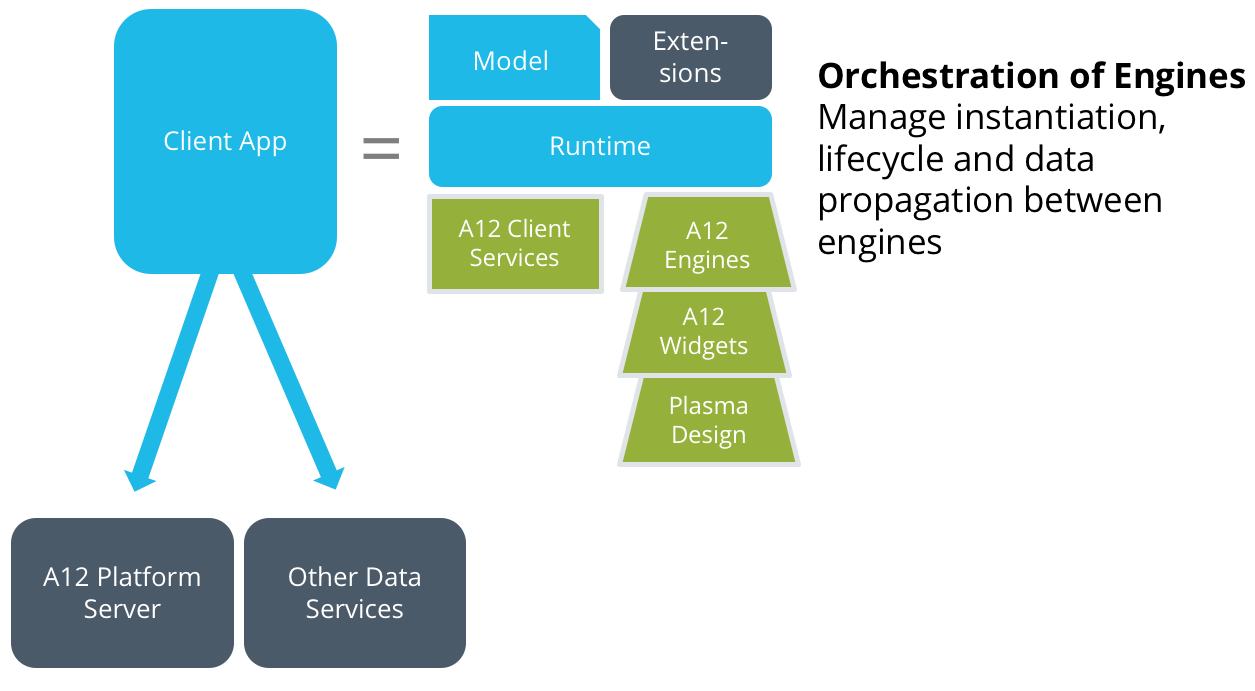 Client App
=
Model
Exten-
sions
Runtime
A12 Client
Services
A12
Engines
A12
Widgets
Plasma
Design
Orchestration of Engines
Manage instantiation,
lifecycle and data
propagation between
engines
A12 Platform
Server
Other Data
Services